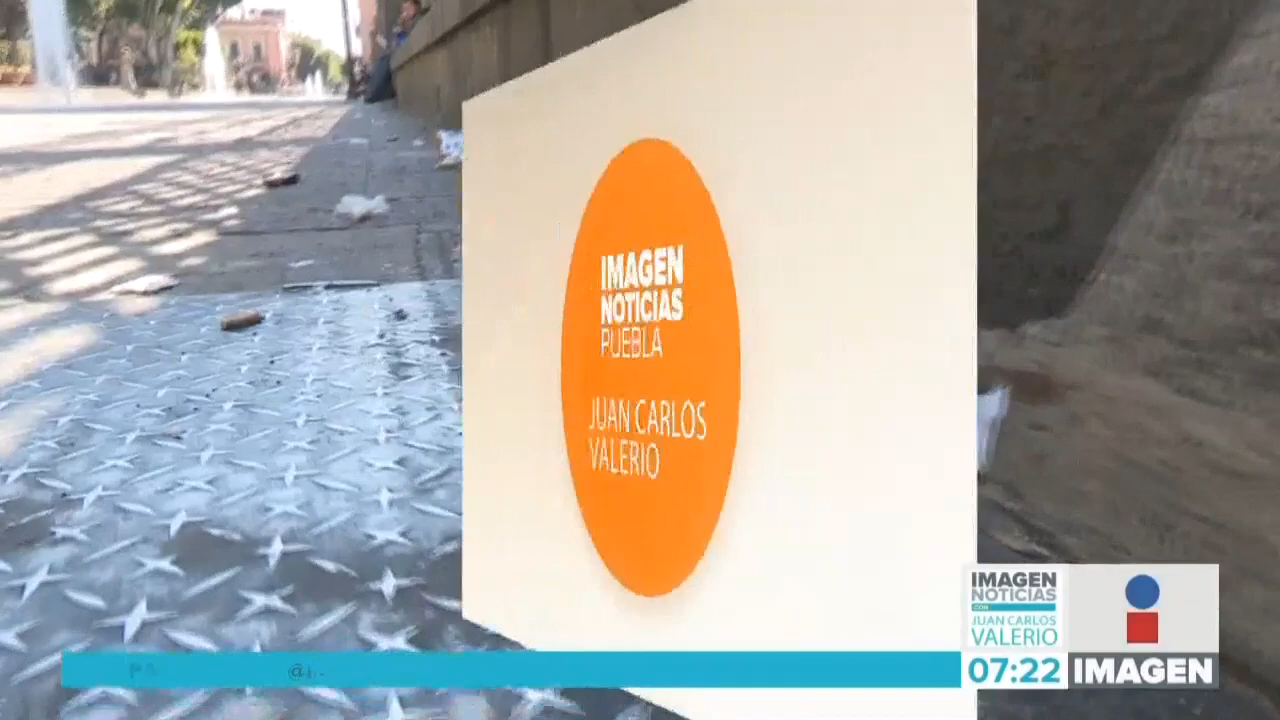 IMAGEN
NOTICIAS
PUEBLA
JUAN CARLOS
VALERIO
IMAGEN
NOTICIAS
CON
JUAN CARLOS
VALERIO
07:22
IMAGEN